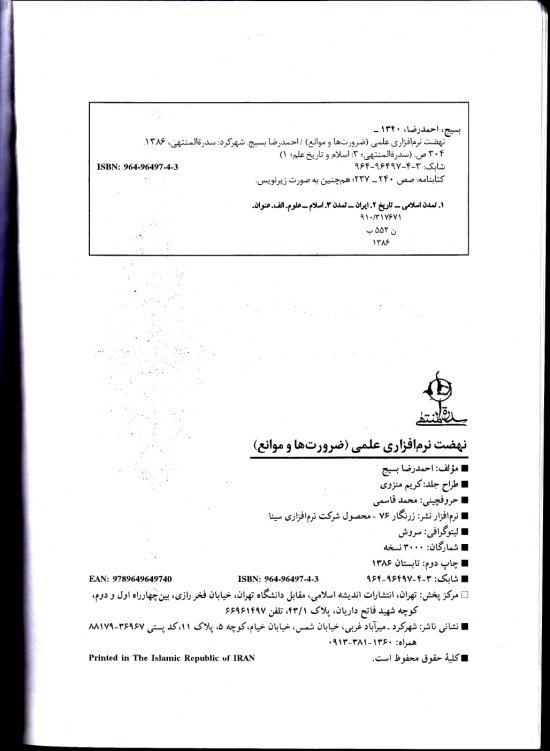 بسیج، احمدرضا، ۱۳۴۰ ـ
نهضت نرم‌افزاری علمی (ضرورت‌ها و موانع) / احمدرضا بسیج. شهرکرد: سدرةالمنتهی، ۱۳۸۶.
۳۰۴ ص. (سدرةالمنتهی؛ ۳: اسلام و تاریخ علم؛ ۱)
شابک: ۳-۴-۹۶۴۹۷-۹۶۴ ISBN: 964-96497-4-3
کتابنامه: صص ۲۴۰ ـ ۲۳۷؛ هم‌چنین به صورت زیرنویس.
۱. تمدن اسلامی ـ تاریخ ۲. ایران ـ تمدن ۳. اسلام ـ علوم. الف. عنوان.
۹۱۰/۳۱۷۶۷۱
ن ۵۵۲ ب
۱۳۸۶
سدرة المنتهی
نهضت نرم‌افزاری علمی (ضرورت‌ها و موانع)
■ مؤلف: احمدرضا بسیج
■ طراح جلد: کریم منزوی
■ حروفچینی: محمد قاسمی
■ نرم‌افزار نشر: زرنگار ۷۶ - محصول شرکت نرم‌افزاری سینا
■ لیتوگرافی: سروش
■ شمارگان: ۳۰۰۰ نسخه
■ چاپ دوم: تابستان ۱۳۸۶
■ شابک: ۳-۴-۹۶۴۹۷-۹۶۴ ISBN: 964-96497-4-3 EAN: 9789649649740
□ مرکز پخش: تهران، انتشارات اندیشه اسلامی، مقابل دانشگاه تهران، خیابان فخر رازی، بین‌چهارراه اول و دوم،
کوچه شهید فاتح داریان، پلاک ۴۳/۱، تلفن ۶۶۹۶۱۴۹۷
■ نشانی ناشر: شهرکرد ـ میرآباد غربی، خیابان شمس، خیابان خیام، کوچه ۵، پلاک ۱۱، کد پستی ۳۶۹۶۷-۸۸۱۷۹
همراه: ۱۳۶۰-۳۸۱-۰۹۱۳
■ کلیهٔ حقوق محفوظ است. Printed in The Islamic Republic of IRAN